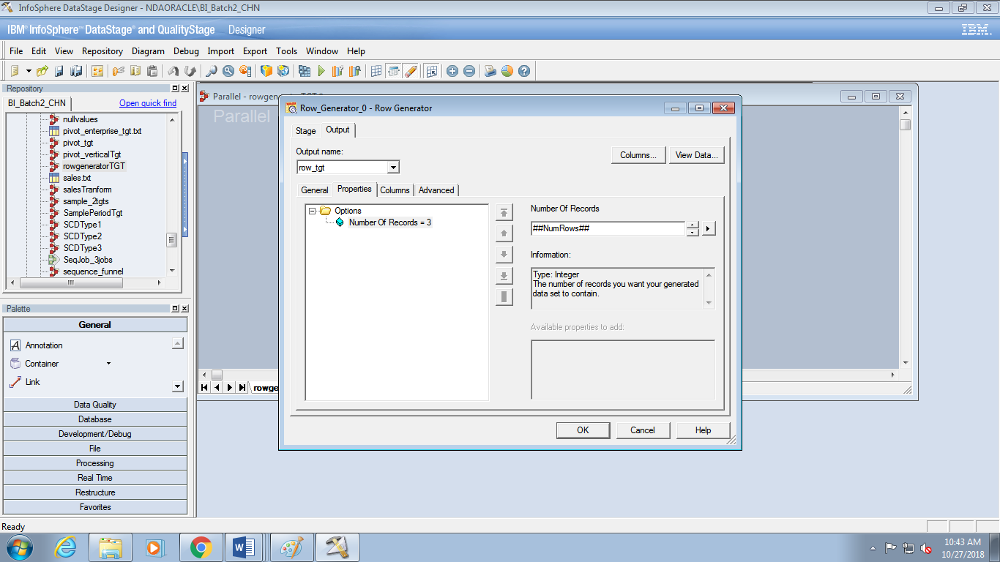 InfoSphere DataStage Designer - NDAORACLE\BI_Batch2_CHN
IBM® InfoSphere™ DataStage® and QualityStage Designer
IBM.
File Edit View Repository Diagram Debug Import Export Tools Window Help
Repository
BI_Batch2_CHN
Open quick find
nullvalues
pivot_enterprise_tgt.txt
pivot_tgt
pivot_verticalTgt
rowgeneratorTGT
sales.txt
salesTranform
sample_2tgts
SamplePeriodTgt
SCDType1
SCDType2
SCDType3
SeqJob_3jobs
sequence_funnel
Palette
General
Annotation
Container
Link
Data Quality
Database
Development/Debug
File
Processing
Real Time
Restructure
Favorites
Parallel - rowgenerato
Parallel
rowge
Row_Generator_0 - Row Generator
Stage Output
Output name:
row_tgt
Columns... View Data...
General Properties Columns Advanced
Options
Number Of Records = 3
Number Of Records
##NumRows##
Information:
Type: Integer
The number of records you want your generated
data set to contain.
Available properties to add:
OK Cancel Help
Ready
10:43 AM
10/27/2018